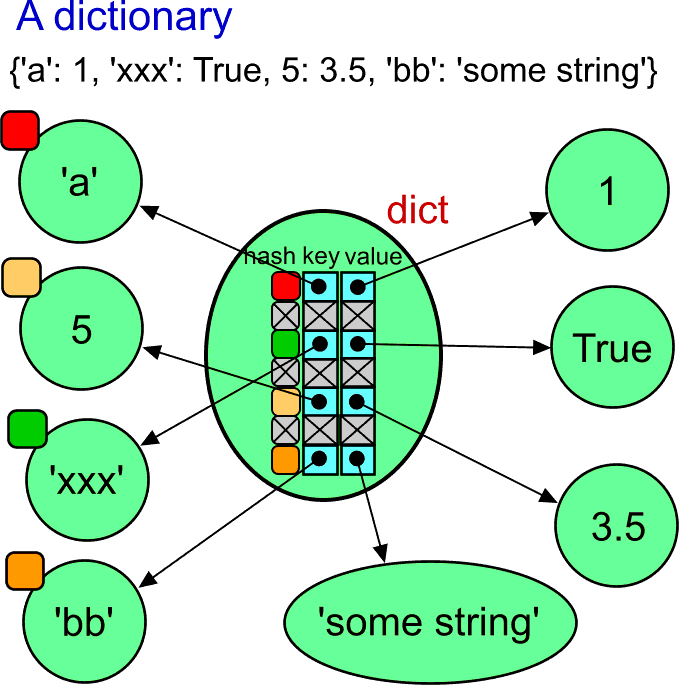 A dictionary
{'a': 1, 'xxx': True, 5: 3.5, 'bb': 'some string'}
'a'
1
dict
hash key value
5
True
'xxx'
3.5
'bb'
'some string'